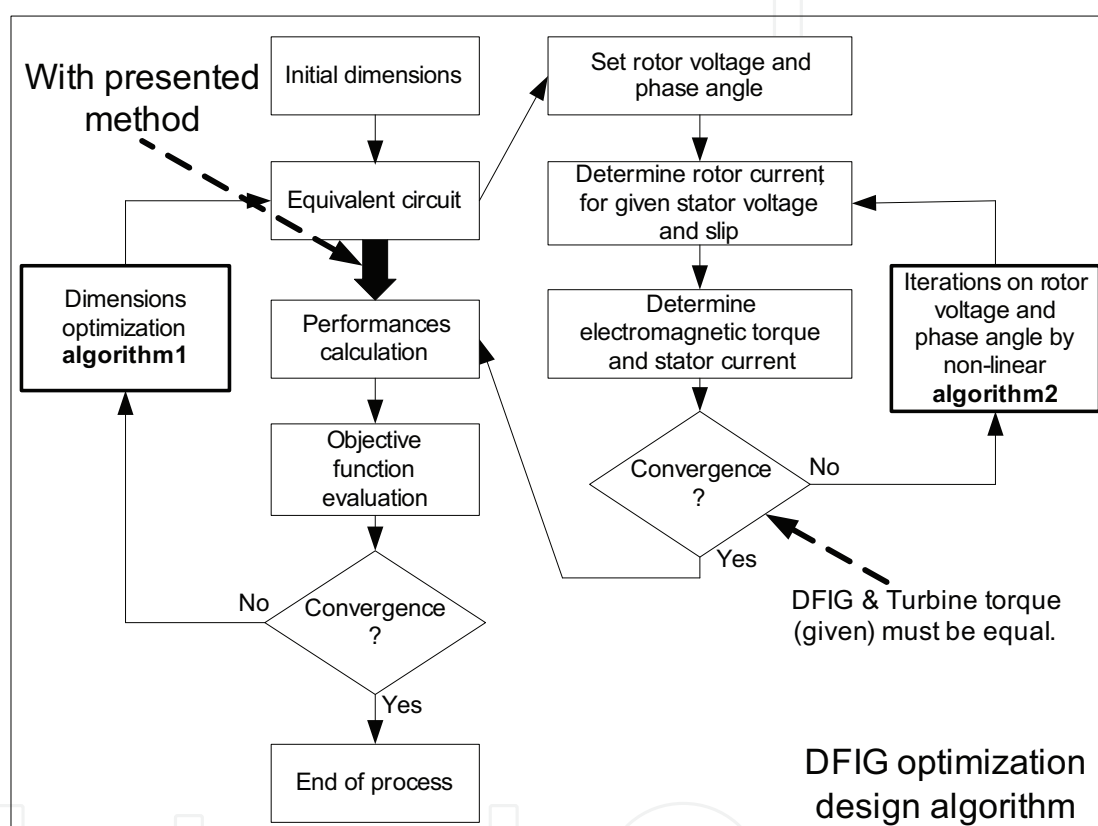 With presented
method
Initial dimensions
Equivalent circuit
Dimensions
optimization
algorithm1
Performances
calculation
Objective
function
evaluation
No
Convergence
?
Yes
End of process
Set rotor voltage and
phase angle
Determine rotor current,
for given stator voltage
and slip
Determine
electromagnetic torque
and stator current
Iterations on rotor
voltage and
phase angle by
non-linear
algorithm2
Convergence
?
No
Yes
DFIG & Turbine torque
(given) must be equal.
DFIG optimization
design algorithm